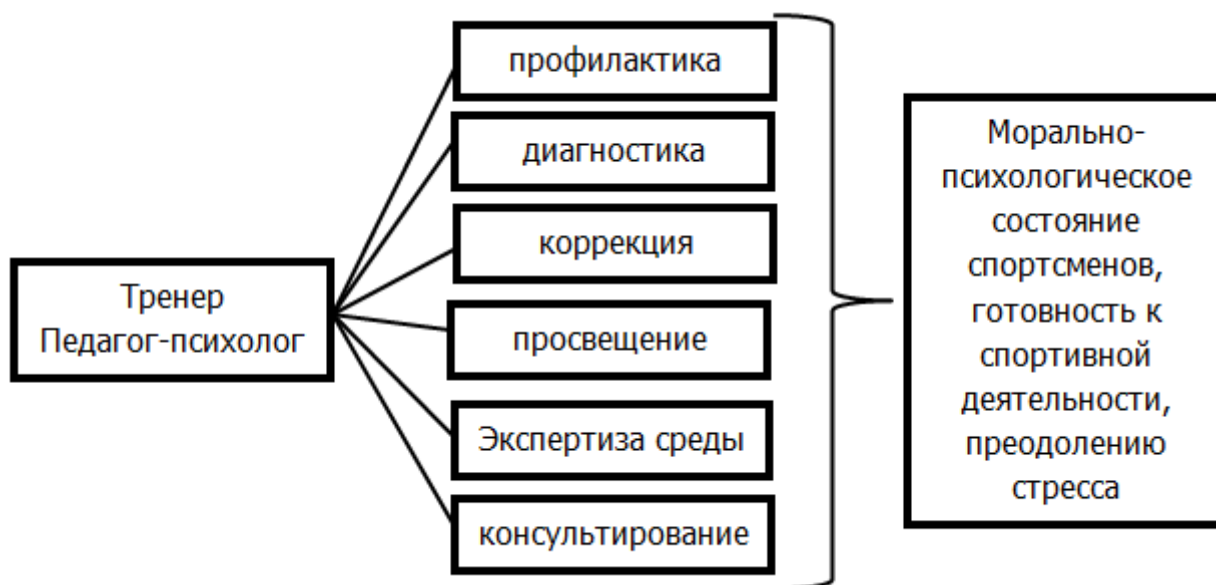 Тренер
Педагог-психолог
профилактика
диагностика
коррекция
просвещение
Экспертиза среды
консультирование
Морально-
психологическое
состояние
спортсменов,
готовность к
спортивной
деятельности,
преодолению
стресса